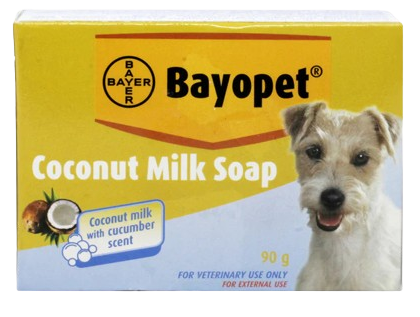 BAYER
BAYER
Bayopet®
Coconut Milk Soap
Coconut milk
with cucumber
scent
90 g
FOR VETERINARY USE ONLY
FOR EXTERNAL USE